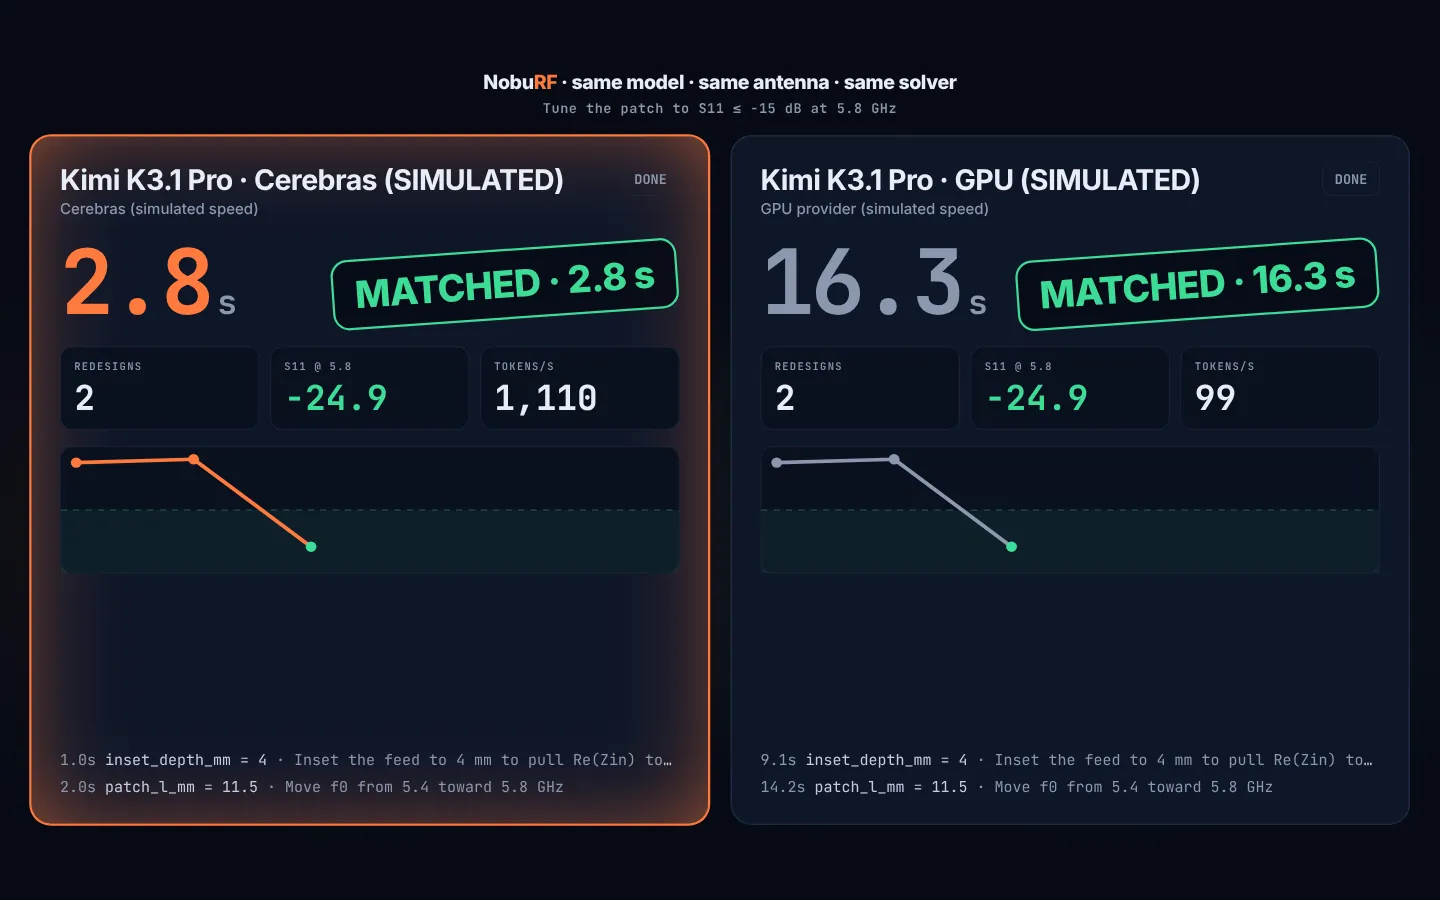 NobuRF · same model · same antenna · same solver
Tune the patch to S11 ≤ -15 dB at 5.8 GHz
Kimi K3.1 Pro · Cerebras (SIMULATED)
DONE
Cerebras (simulated speed)
2.8 s
MATCHED · 2.8 s
REDESIGNS
2
S11 @ 5.8
-24.9
TOKENS/S
1,110
1.0s inset_depth_mm = 4 · Inset the feed to 4 mm to pull Re(Zin) to…
2.0s patch_l_mm = 11.5 · Move f0 from 5.4 toward 5.8 GHz
Kimi K3.1 Pro · GPU (SIMULATED)
DONE
GPU provider (simulated speed)
16.3 s
MATCHED · 16.3 s
REDESIGNS
2
S11 @ 5.8
-24.9
TOKENS/S
99
9.1s inset_depth_mm = 4 · Inset the feed to 4 mm to pull Re(Zin) to…
14.2s patch_l_mm = 11.5 · Move f0 from 5.4 toward 5.8 GHz